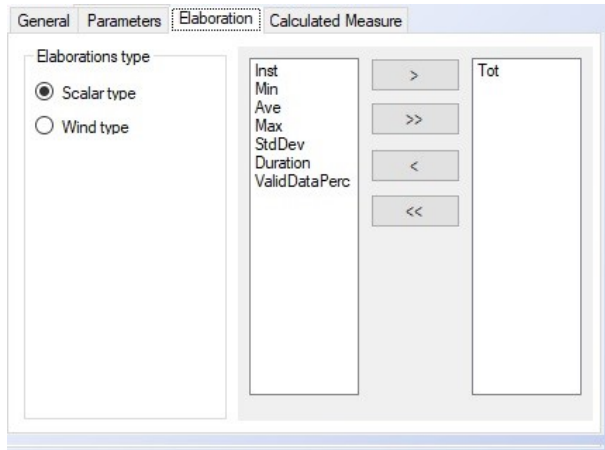 General Parameters Elaboration Calculated Measure
Elaborations type
Scalar type
Wind type
Inst
Min
Ave
Max
StdDev
Duration
ValidDataPerc
>
>>
<
<<
Tot